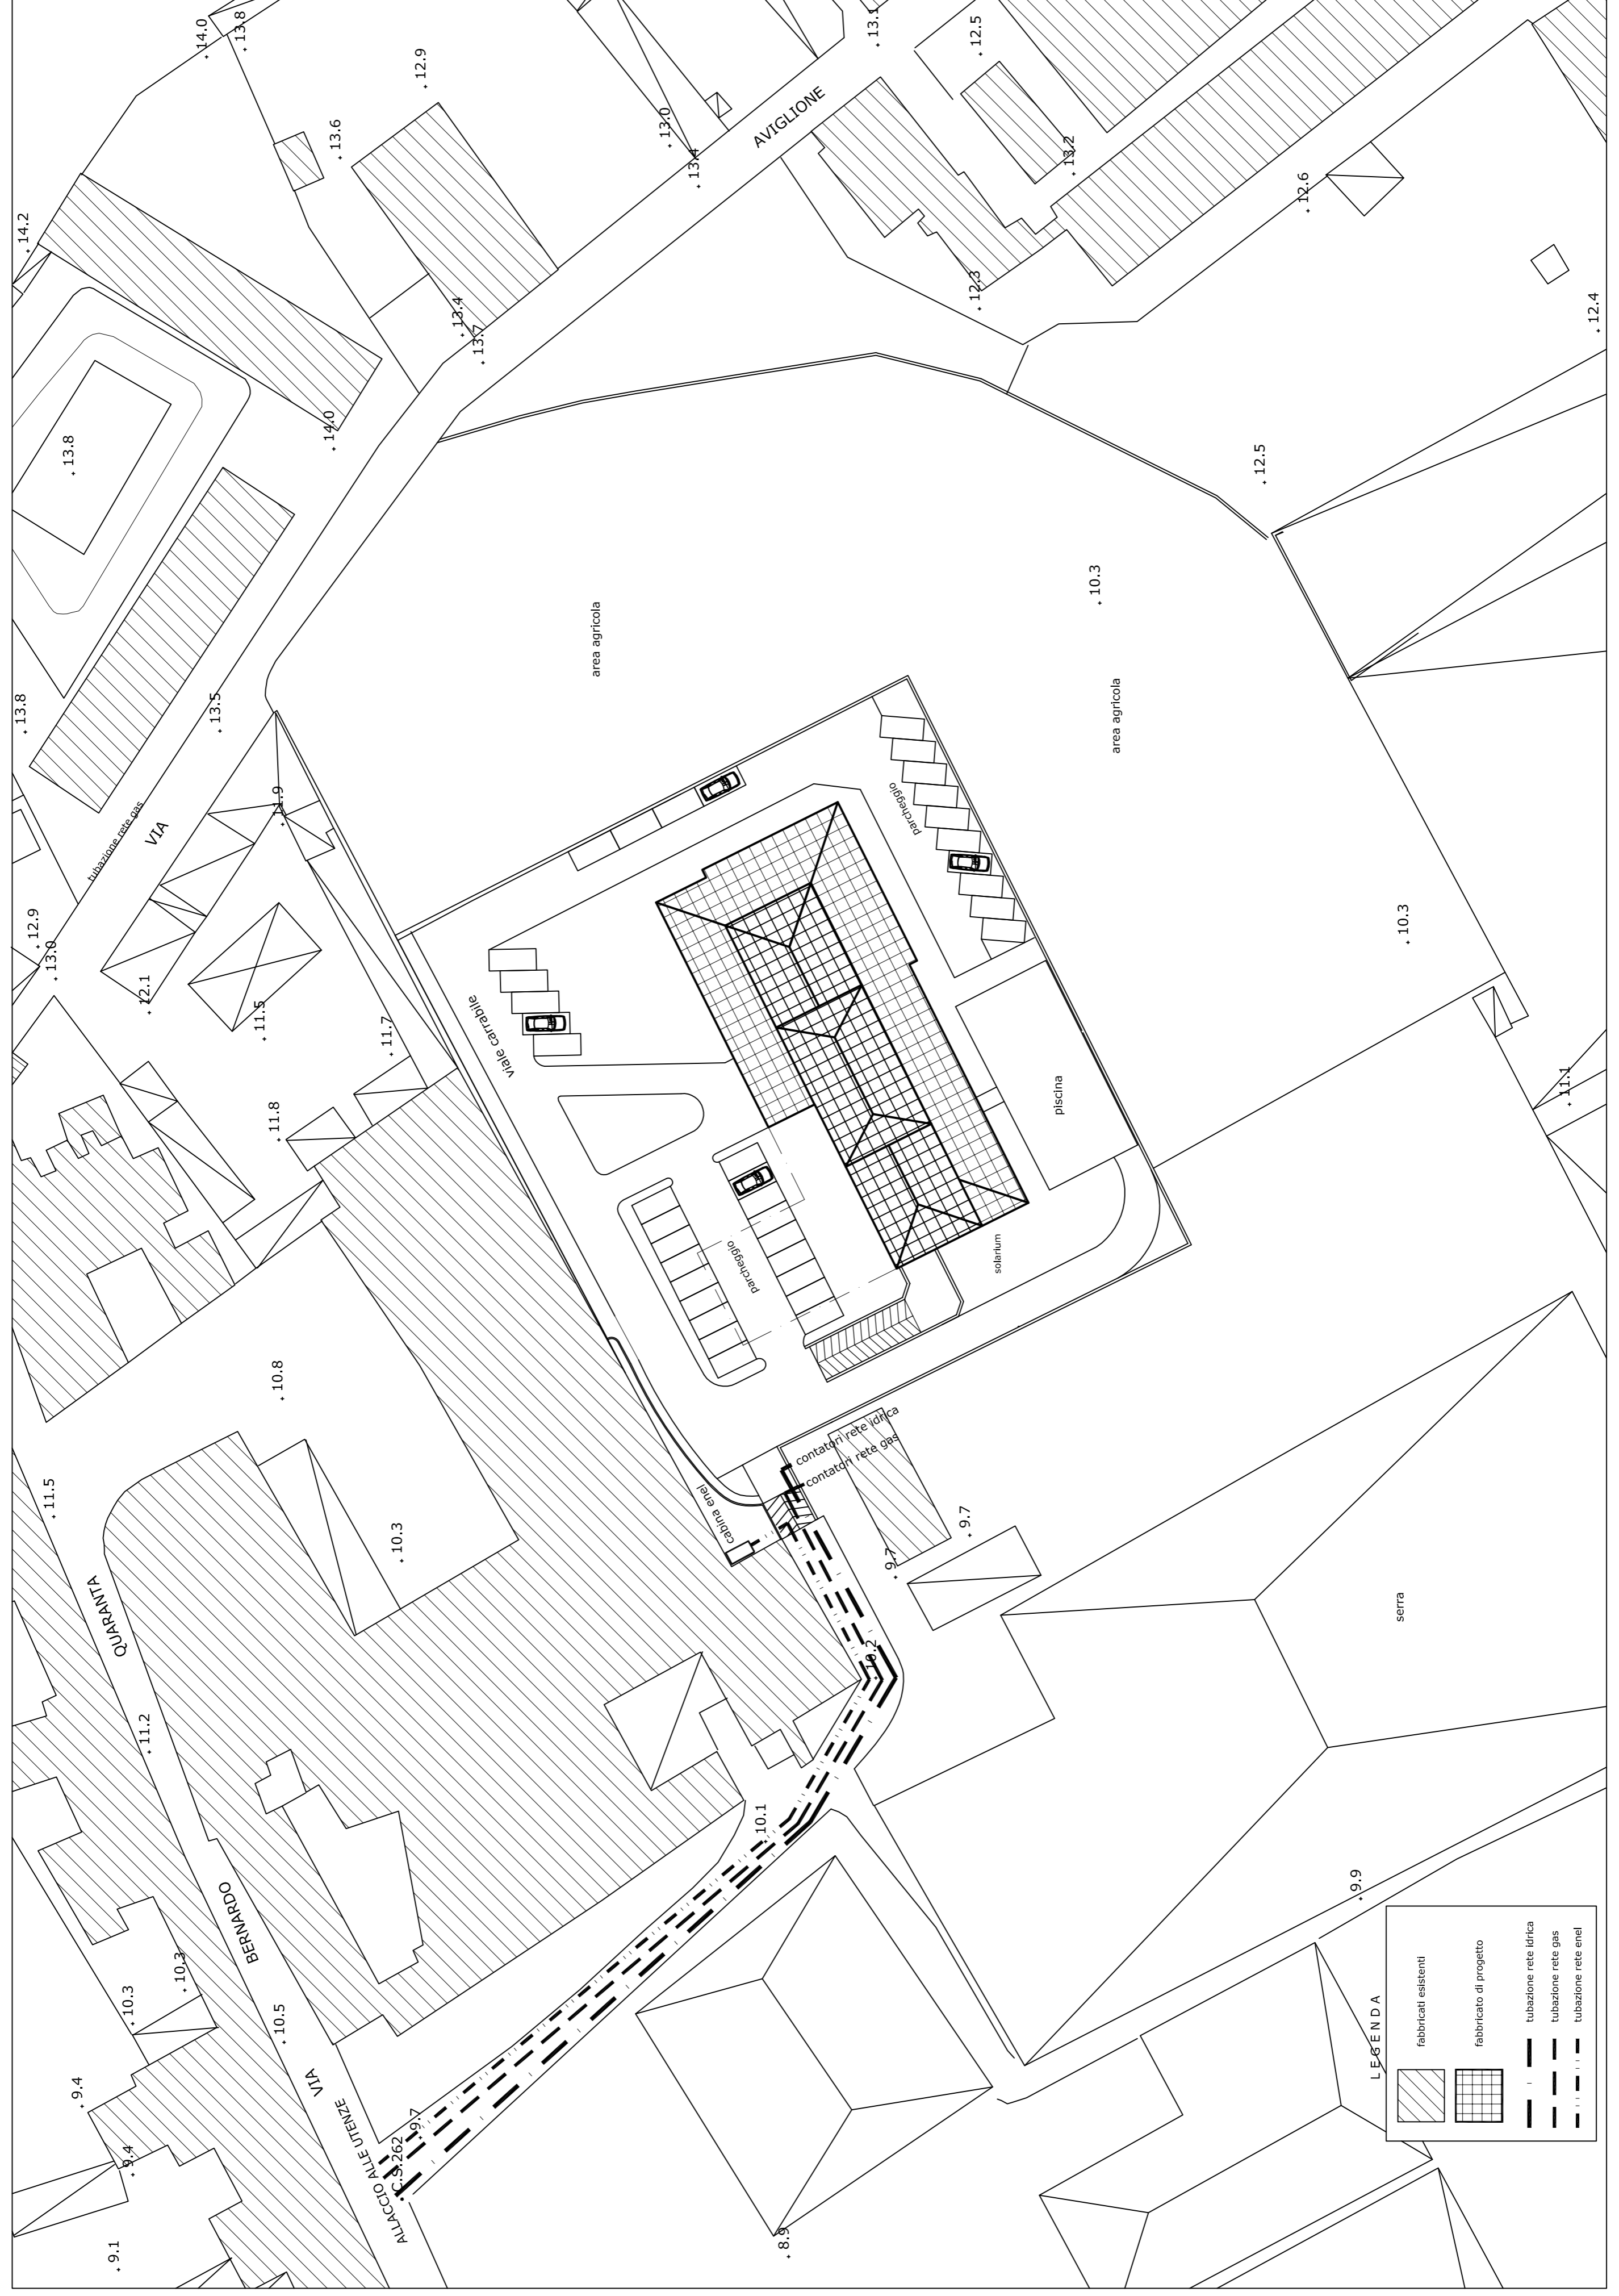 14.0
13.8
12.9
13.6
13.0
13.4
13.1
12.5
AVIGLIONE
13.2
12.6
12.3
12.4
14.2
13.4
13.7
14.0
13.8
12.5
10.3
area agricola
area agricola
13.8
13.5
tubazione rete gas
VIA
11.9
12.9
13.0
12.1
11.5
11.7
11.8
viale carrabile
parcheggio
10.3
11.1
piscina
parcheggio
solarium
10.8
11.5
10.3
contatori rete idrica
contatori rete gas
cabina enel
9.7
9.7
QUARANTA
11.2
10.2
serra
10.1
9.9
BERNARDO
10.3
10.3
10.5
9.4
9.4
9.1
VIA
ALLACCIO ALLE UTENZE
9.7
C.S.262
8.9
LEGENDA
fabbricati esistenti
fabbricato di progetto
tubazione rete idrica
tubazione rete gas
tubazione rete enel